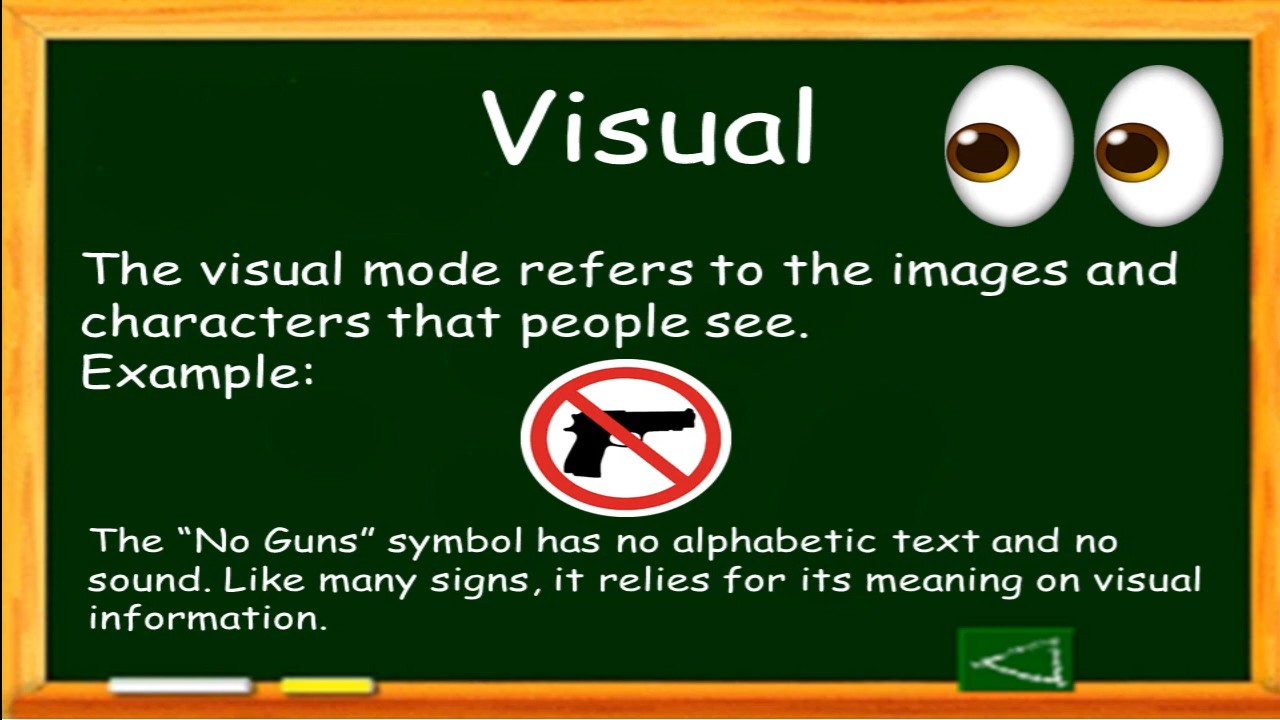 Visual
The visual mode refers to the images and
characters that people see.
Example:
The “No Guns” symbol has no alphabetic text and no
sound. Like many signs, it relies for its meaning on visual
information.